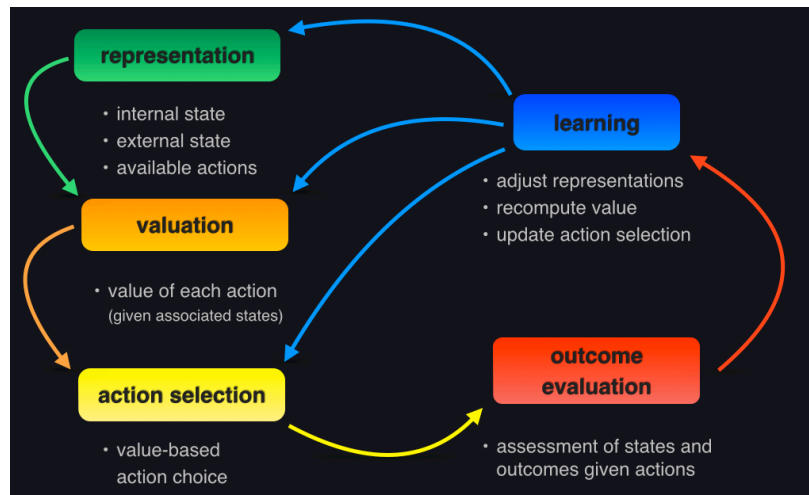 representation
• internal state
• external state
• available actions
valuation
• value of each action
(given associated states)
action selection
• value-based
action choice
learning
• adjust representations
• recompute value
• update action selection
outcome
evaluation
• assessment of states and
outcomes given actions